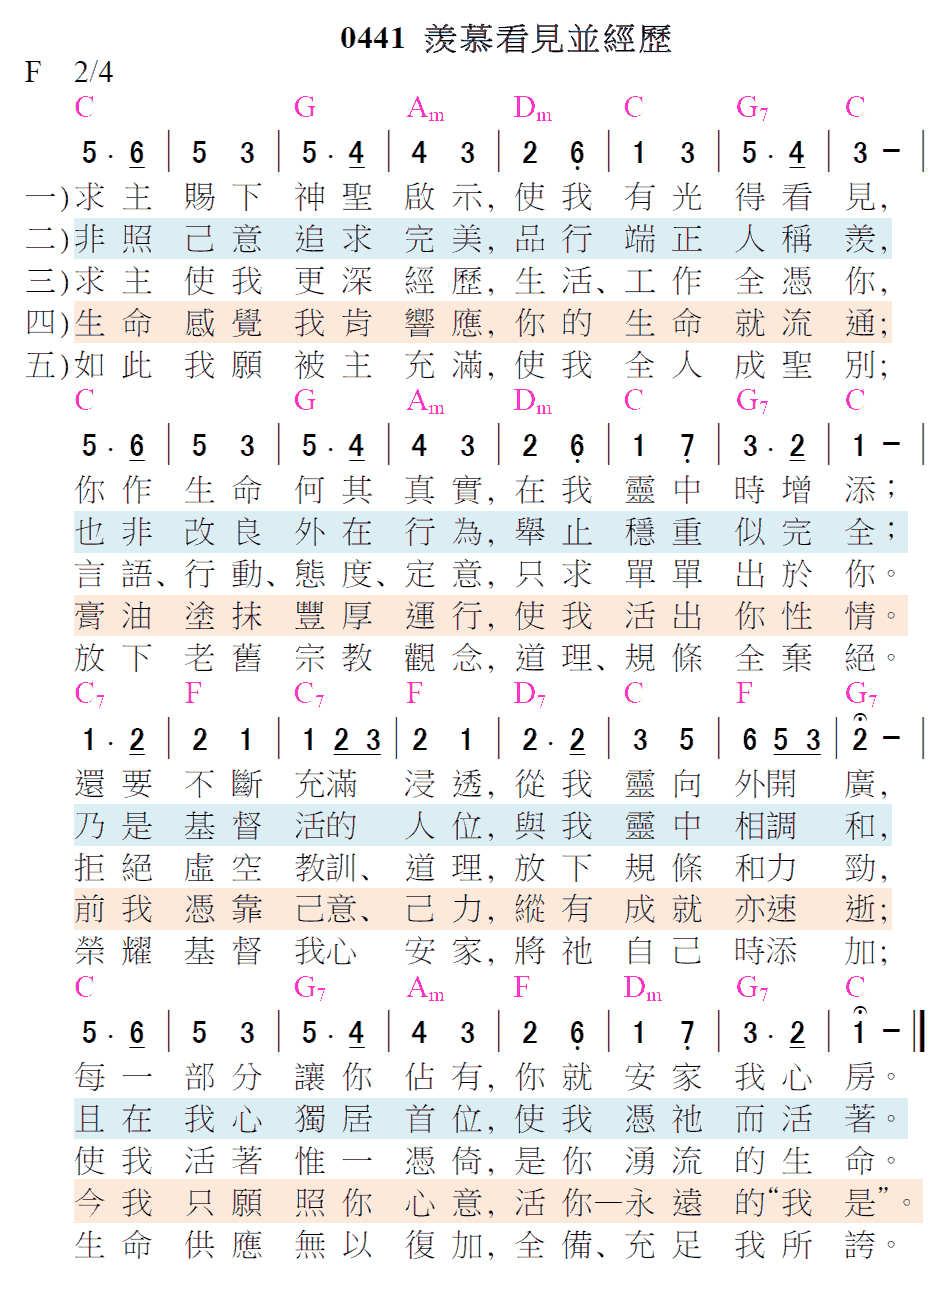 0441 羨慕看見並經歷
F 2/4
C G Am Dm C G7 C
5 · 6 | 5 3 | 5 · 4 | 4 3 | 2 6̣ | 1 3 | 5 · 4 | 3 – |
一)求主賜下神聖啟示,使我有光得看見,
二)非照己意追求完美,品行端正人稱羨,
三)求主使我更深經歷,生活、工作全憑你,
四)生命感覺我肯響應,你的生命就流通;
五)如此我願被主充滿,使我全人成聖別;
C G Am Dm C G7 C
5 · 6 | 5 3 | 5 · 4 | 4 3 | 2 6̣ | 1 7̣ | 3 · 2 | 1 – |
你作生命何其真實,在我靈中時增添;
也非改良外在行為,舉止穩重似完全;
言語、行動、態度、定意,只求單單出於你。
膏油塗抹豐厚運行,使我活出你性情。
放下老舊宗教觀念,道理、規條全棄絕。
C7 F C7 F D7 C F G7
1 · 2 | 2 1 | 1 2 3 | 2 1 | 2 · 2 | 3 5 | 6 5 3 | 2 – |
還要不斷充滿浸透,從我靈向外開廣,
乃是基督活的人位,與我靈中相調和,
拒絕虛空教訓、道理,放下規條和力勁,
前我憑靠己意、己力,縱有成就亦速逝;
榮耀基督我心安家,將祂自己時添加;
C G7 Am F Dm G7 C
5 · 6 | 5 3 | 5 · 4 | 4 3 | 2 6̣ | 1 7̣ | 3 · 2 | 1 – ‖
每一部分讓你佔有,你就安家我心房。
且在我心獨居首位,使我憑祂而活著。
使我活著惟一憑倚,是你湧流的生命。
今我只願照你心意,活你—永遠的“我是”。
生命供應無以復加,全備、充足我所誇。